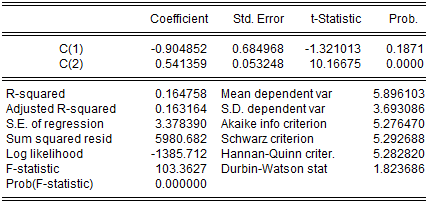 Coefficient Std. Error t-Statistic Prob.
C(1) -0.904852 0.684968 -1.321013 0.1871
C(2) 0.541359 0.053248 10.16675 0.0000
R-squared 0.164758 Mean dependent var 5.896103
Adjusted R-squared 0.163164 S.D. dependent var 3.693086
S.E. of regression 3.378390 Akaike info criterion 5.276470
Sum squared resid 5980.682 Schwarz criterion 5.292688
Log likelihood -1385.712 Hannan-Quinn criter. 5.282820
F-statistic 103.3627 Durbin-Watson stat 1.823686
Prob(F-statistic) 0.000000